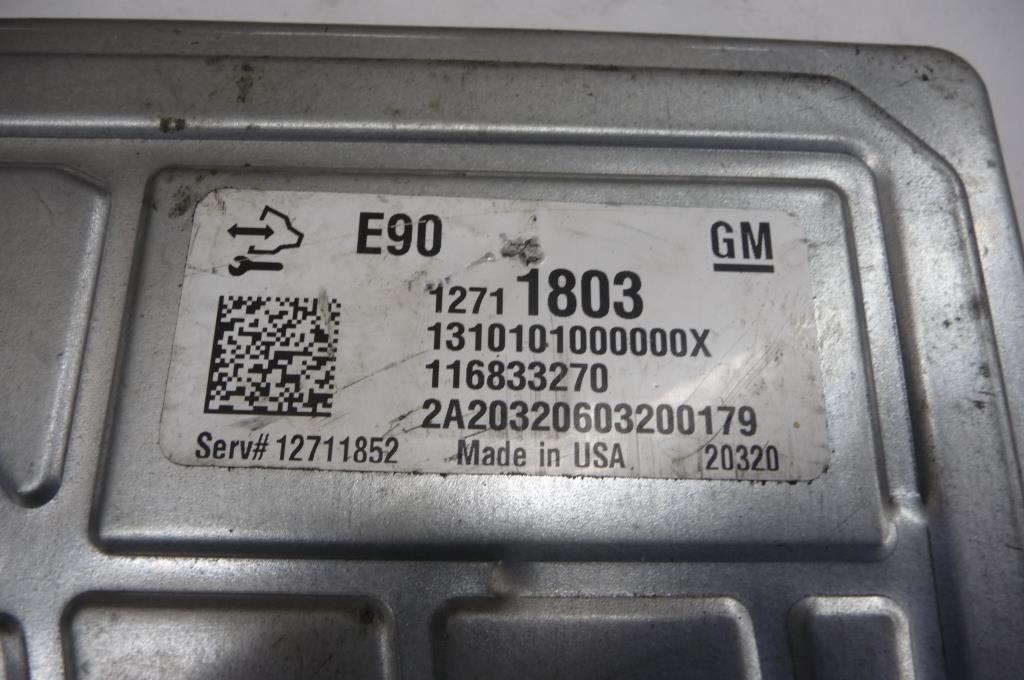 E90 GM
1271 1803
1310101000000X
116833270
2A20320603200179
Serv# 12711852 Made in USA 20320